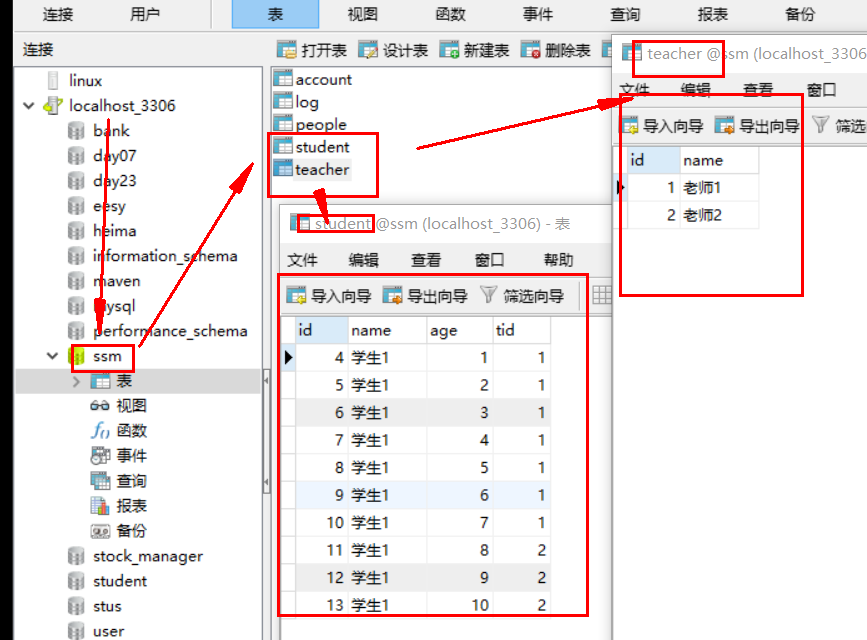 连接 用户 表 视图 函数 事件 查询 报表 备份
连接
打开表 设计表 新建表 删除表
linux
localhost_3306
bank
day07
day23
eesy
heima
information_schema
maven
mysql
performance_schema
ssm
表
视图
函数
事件
查询
报表
备份
stock_manager
student
stus
user
account
log
people
student
teacher
student @ssm (localhost_3306) - 表
文件 编辑 查看 窗口 帮助
导入向导 导出向导 筛选向导
id name age tid
4 学生1 1 1
5 学生1 2 1
6 学生1 3 1
7 学生1 4 1
8 学生1 5 1
9 学生1 6 1
10 学生1 7 1
11 学生1 8 2
12 学生1 9 2
13 学生1 10 2
teacher @ssm (localhost_3306
文件 编辑 查看 窗口
导入向导 导出向导 筛选
id name
1 老师1
2 老师2